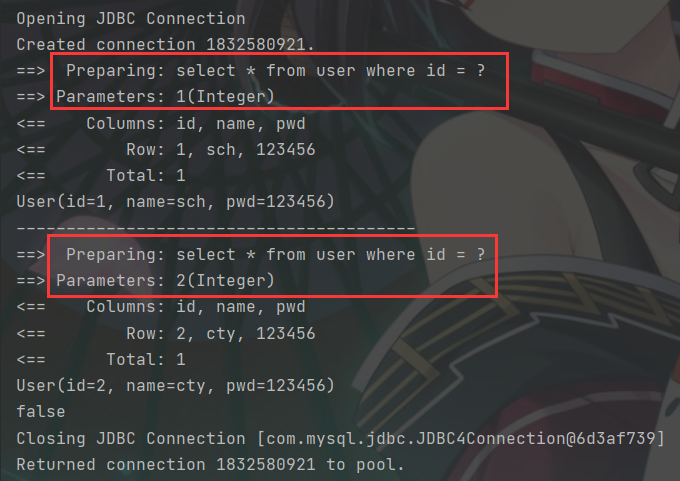 Opening JDBC Connection
Created connection 1832580921.
==>  Preparing: select * from user where id = ?
==> Parameters: 1(Integer)
<==    Columns: id, name, pwd
<==        Row: 1, sch, 123456
<==      Total: 1
User(id=1, name=sch, pwd=123456)
----------------------------------------
==>  Preparing: select * from user where id = ?
==> Parameters: 2(Integer)
<==    Columns: id, name, pwd
<==        Row: 2, cty, 123456
<==      Total: 1
User(id=2, name=cty, pwd=123456)
false
Closing JDBC Connection [com.mysql.jdbc.JDBC4Connection@6d3af739]
Returned connection 1832580921 to pool.